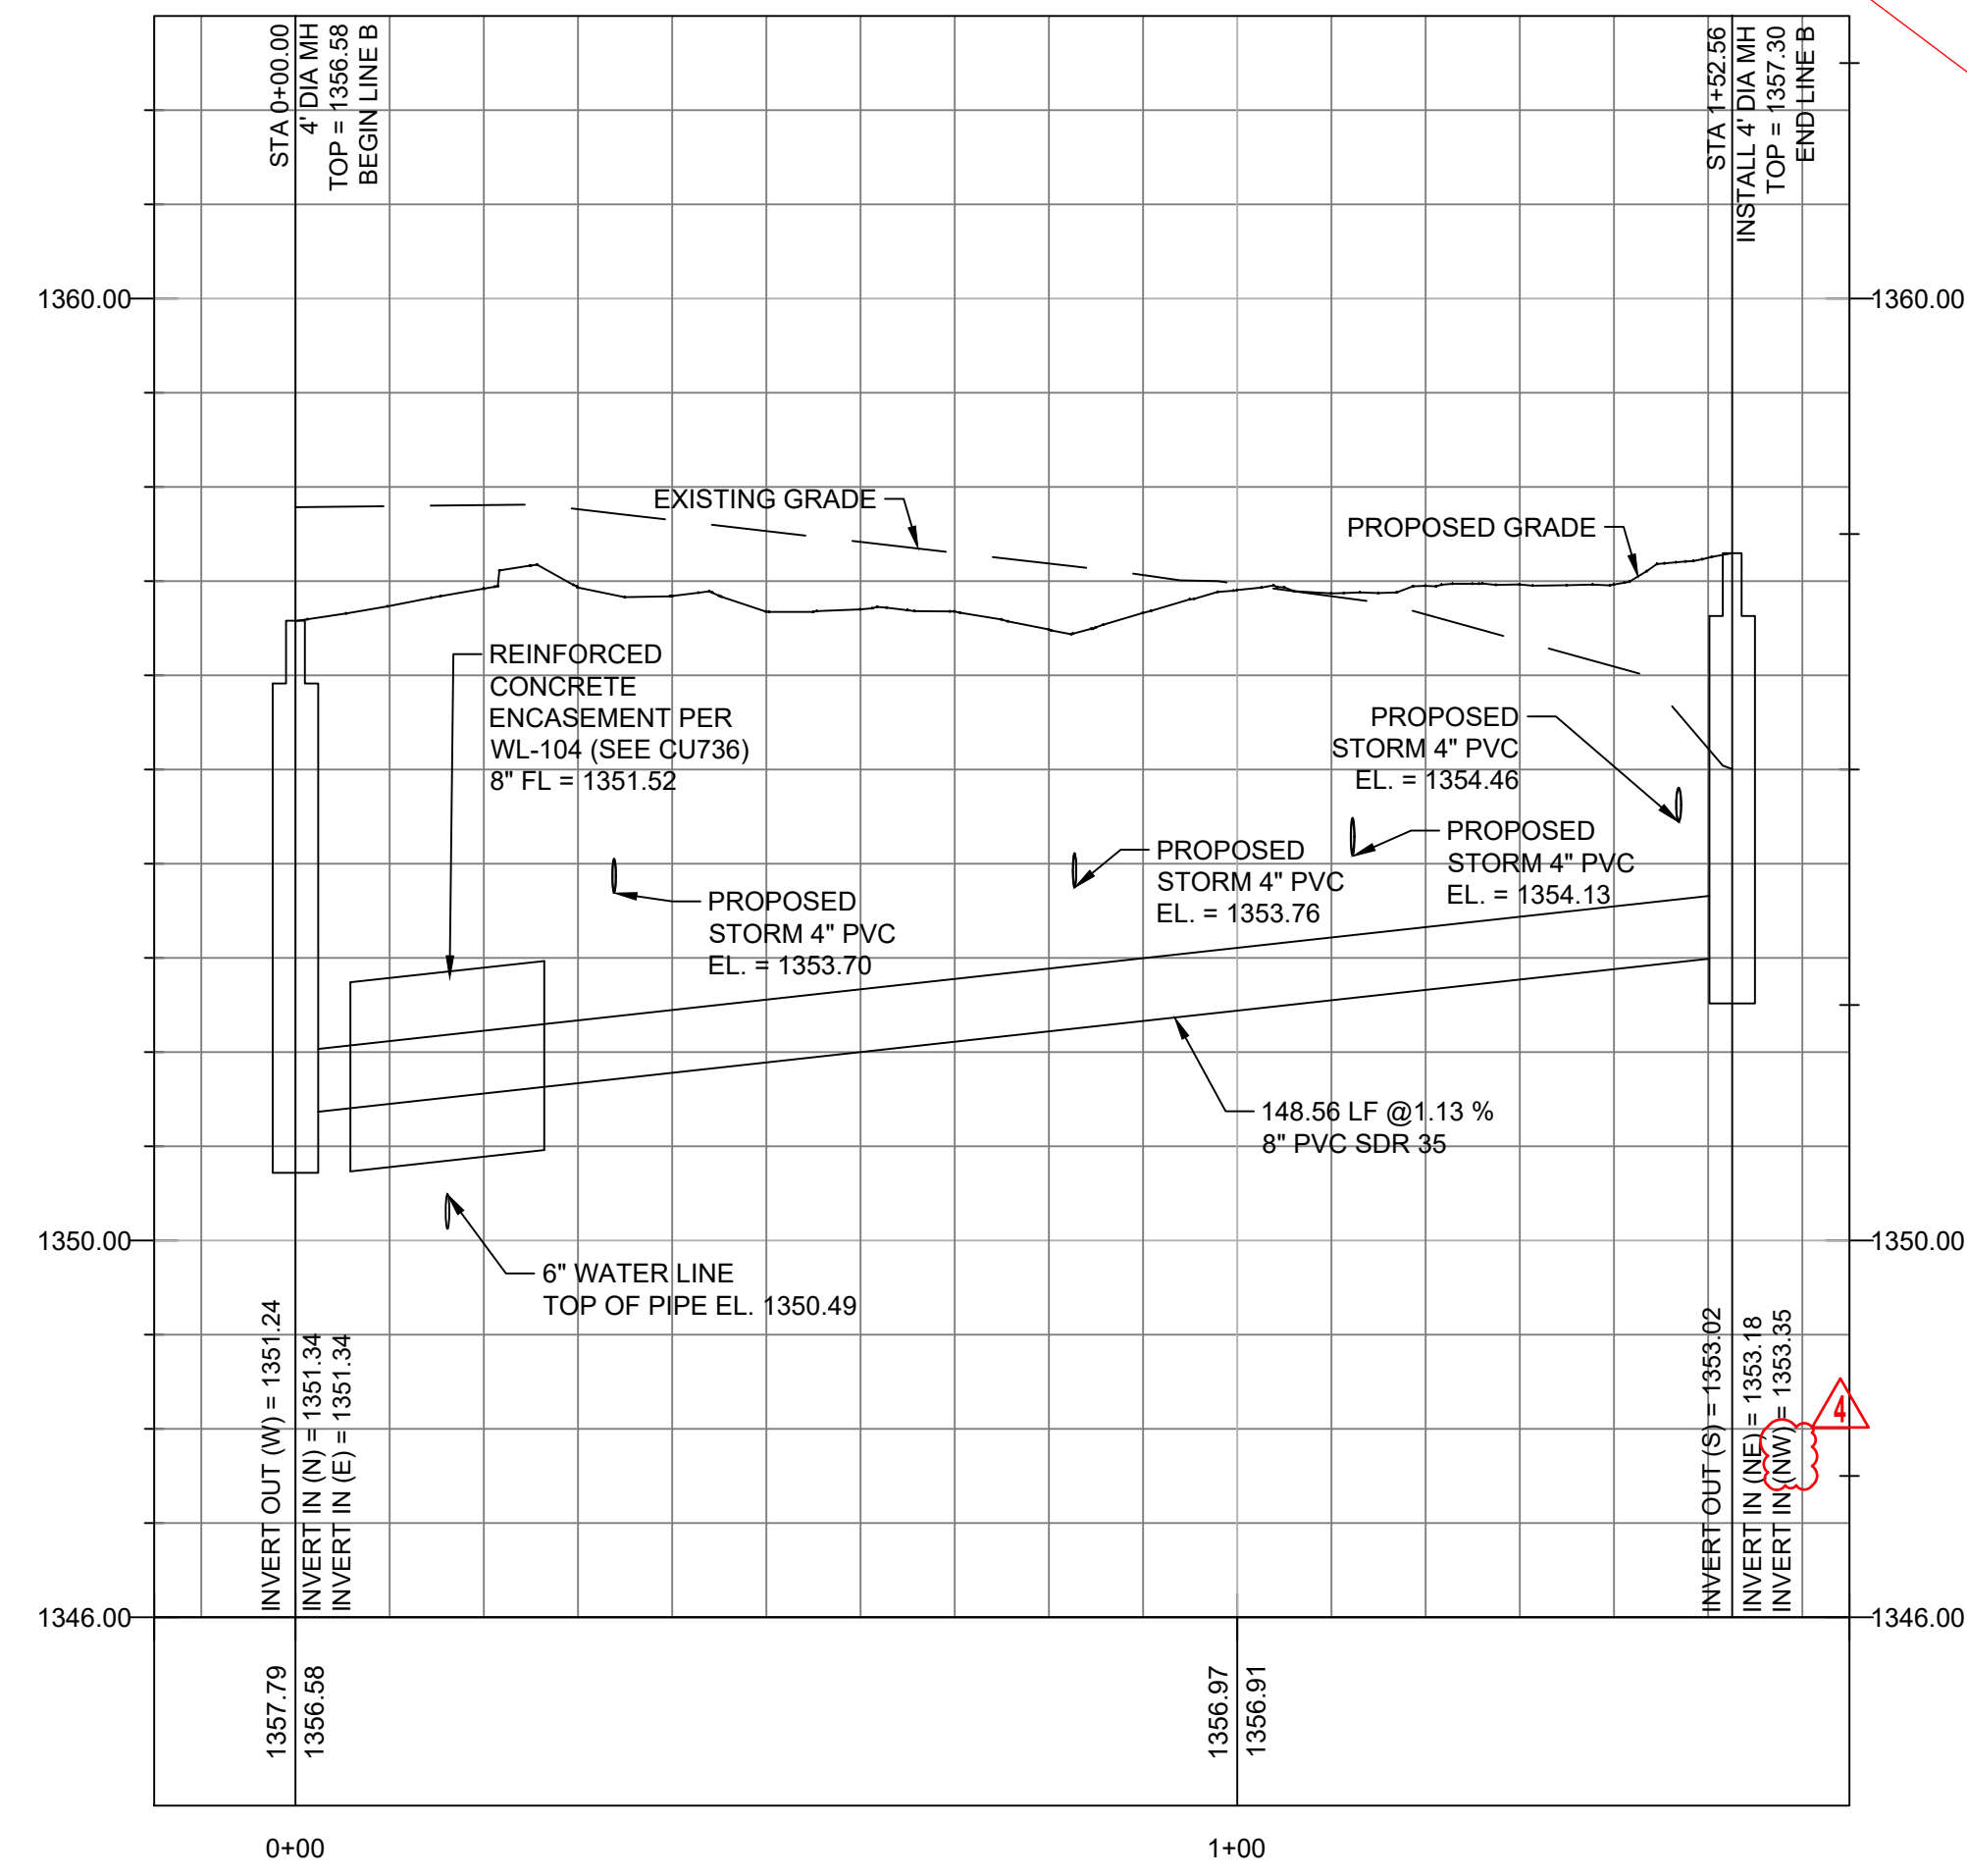 STA 0+00.00
4' DIA MH
TOP = 1356.58
BEGIN LINE B
STA 1+52.56
INSTALL 4' DIA MH
TOP = 1357.30
END LINE B
1360.00
1360.00
EXISTING GRADE
PROPOSED GRADE
REINFORCED
CONCRETE
ENCASEMENT PER
WL-104 (SEE CU736)
8" FL = 1351.52
PROPOSED
STORM 4" PVC
EL. = 1354.46
PROPOSED
STORM 4" PVC
EL. = 1354.13
PROPOSED
STORM 4" PVC
EL. = 1353.76
PROPOSED
STORM 4" PVC
EL. = 1353.70
148.56 LF @1.13 %
8" PVC SDR 35
1350.00
1350.00
6" WATER LINE
TOP OF PIPE EL. 1350.49
INVERT OUT (W) = 1351.24
INVERT IN (N) = 1351.34
INVERT IN (E) = 1351.34
INVERT OUT (S) = 1353.02
INVERT IN (NE) = 1353.18
INVERT IN (NW) = 1353.35
4
1346.00
1346.00
1357.79
1356.58
1356.97
1356.91
0+00
1+00